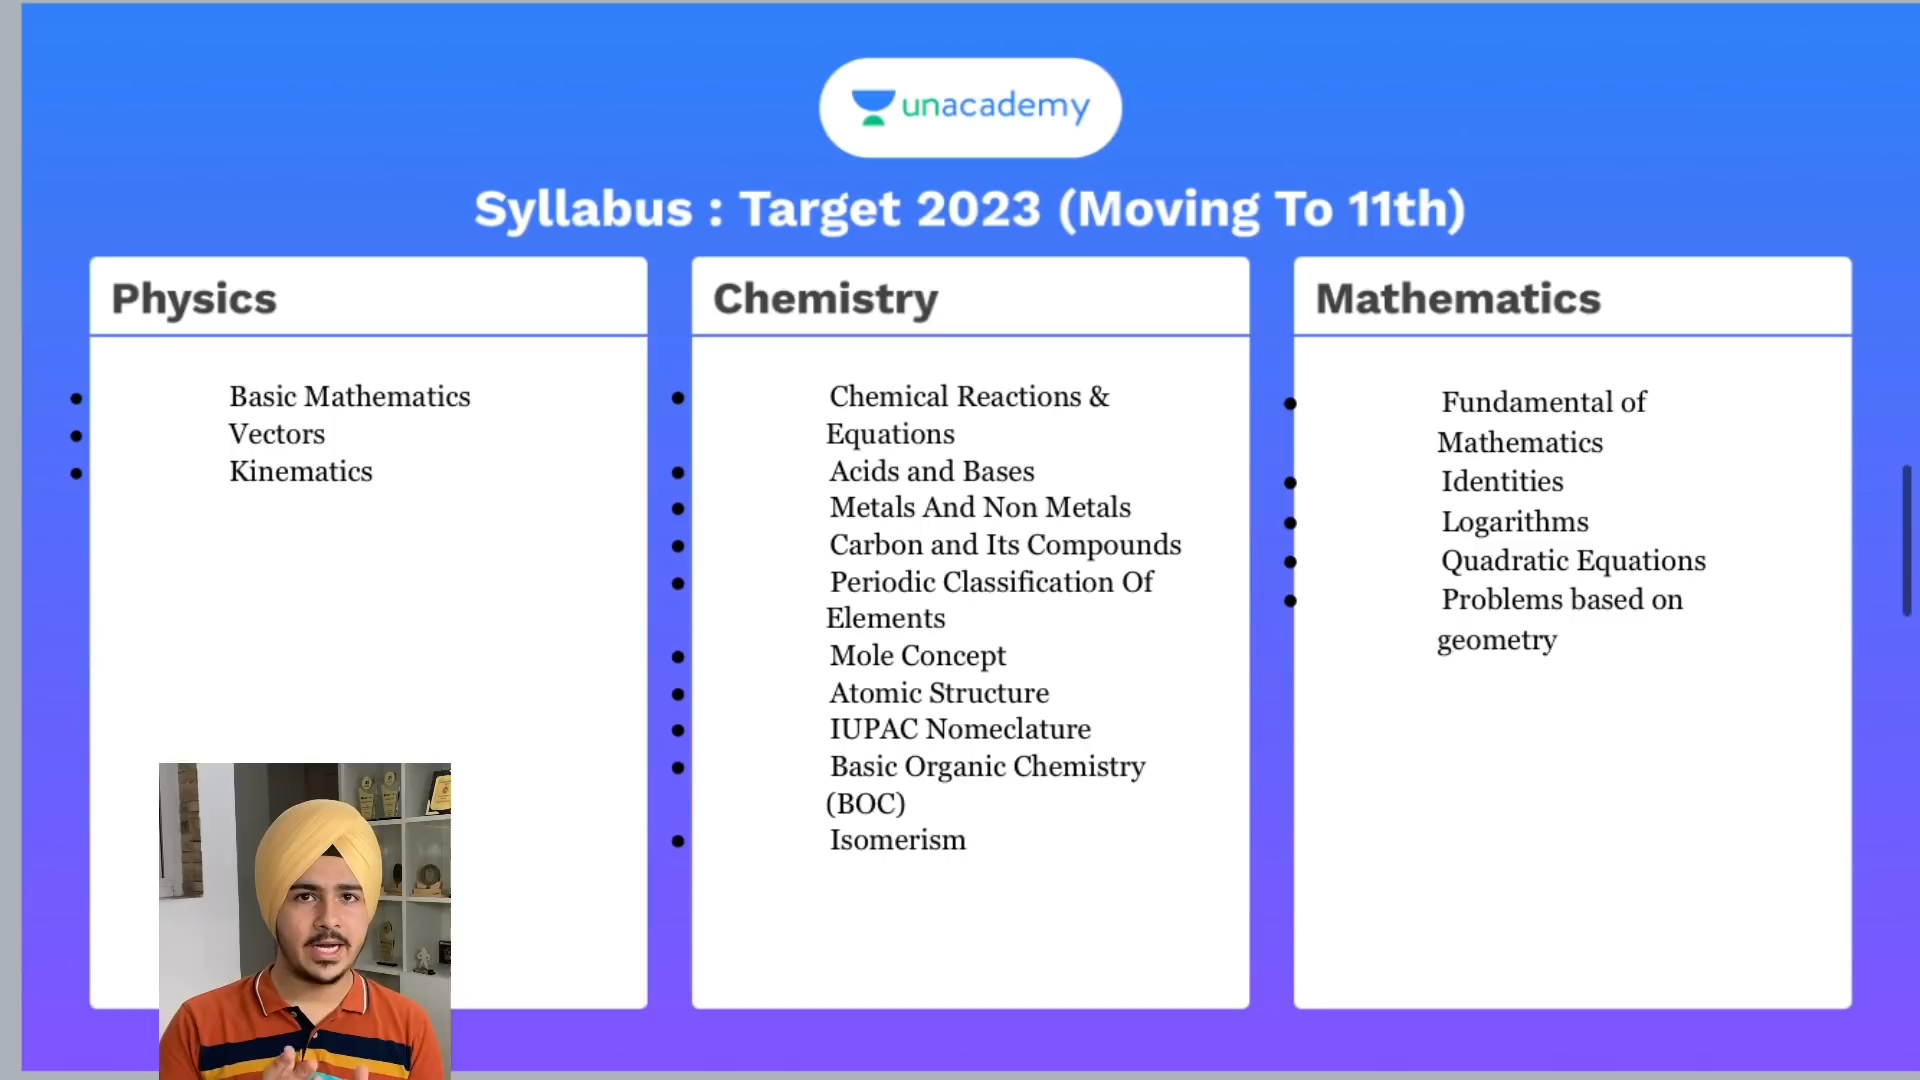 unacademy
Syllabus : Target 2023 (Moving To 11th)
Physics
• Basic Mathematics
• Vectors
• Kinematics
Chemistry
• Chemical Reactions &
Equations
• Acids and Bases
• Metals And Non Metals
• Carbon and Its Compounds
• Periodic Classification Of
Elements
• Mole Concept
• Atomic Structure
• IUPAC Nomeclature
• Basic Organic Chemistry
(BOC)
• Isomerism
Mathematics
• Fundamental of
Mathematics
• Identities
• Logarithms
• Quadratic Equations
• Problems based on
geometry